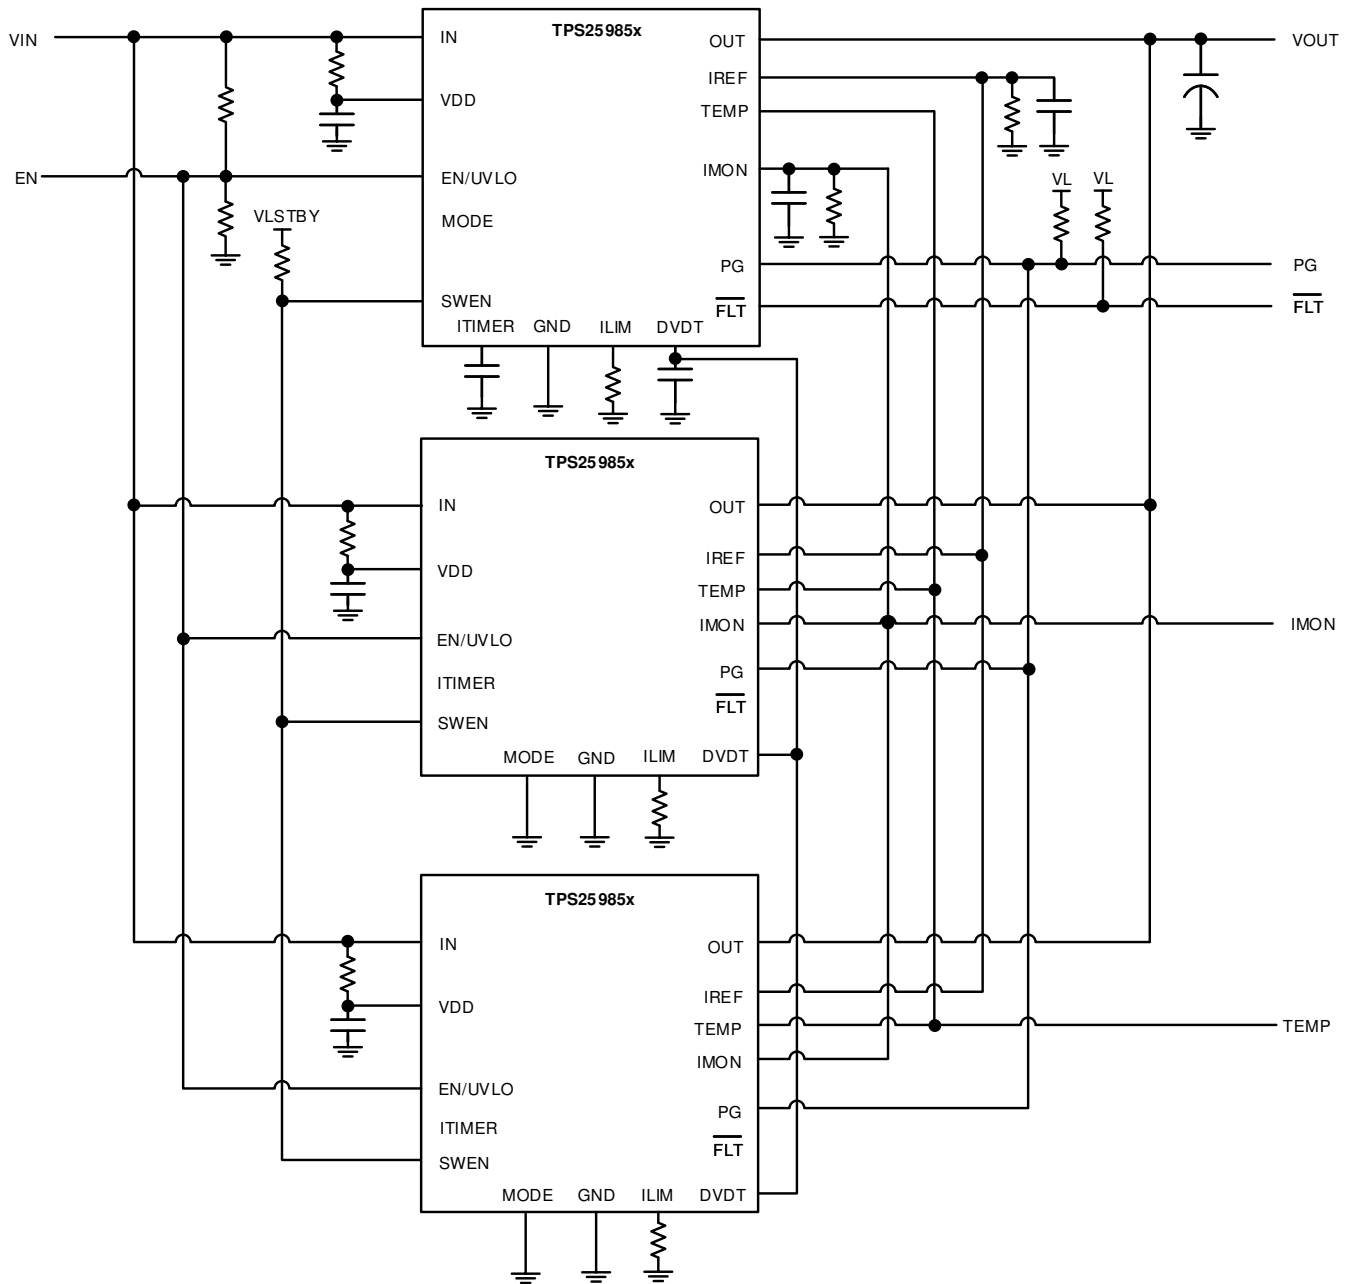 TPS25985x
VIN
IN
OUT
VOUT
IREF
VDD
TEMP
IMON
EN
EN/UVLO
VL
VL
VLSTBY
MODE
PG
PG
SWEN
FLT
FLT
ITIMER
GND
ILIM
DVDT
TPS25985x
IN
OUT
IREF
VDD
TEMP
IMON
IMON
EN/UVLO
PG
ITIMER
FLT
SWEN
MODE
GND
ILIM
DVDT
TPS25985x
IN
OUT
IREF
VDD
TEMP
TEMP
IMON
EN/UVLO
PG
ITIMER
FLT
SWEN
MODE
GND
ILIM
DVDT